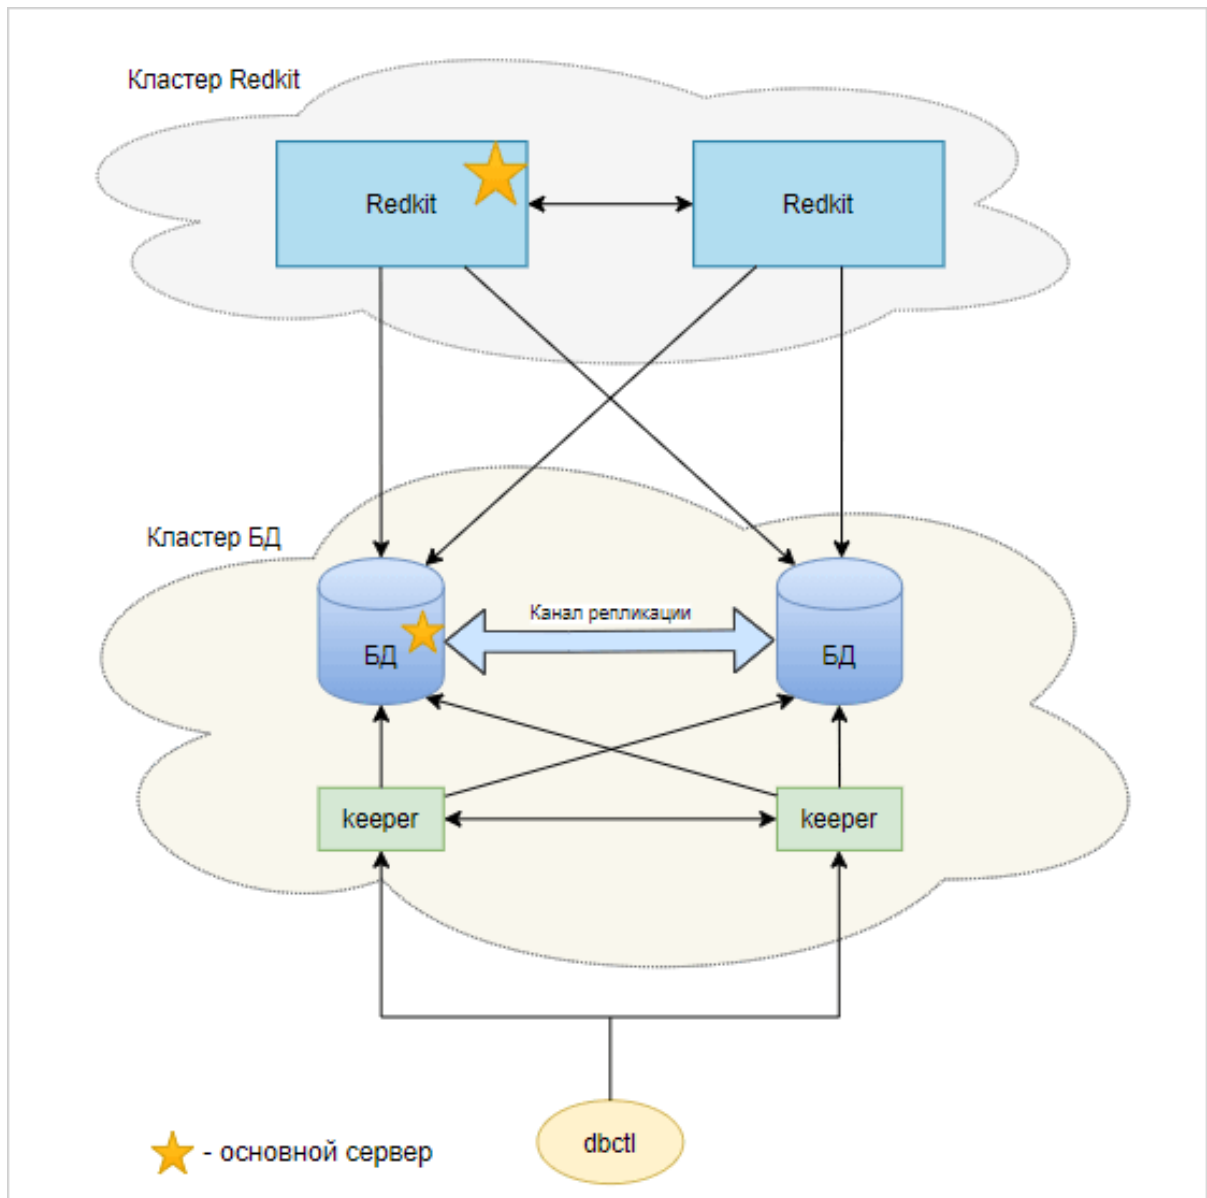 Кластер Redkit
Redkit
Redkit
Кластер БД
Канал репликации
БД
БД
keeper
keeper
dbctl
- основной сервер